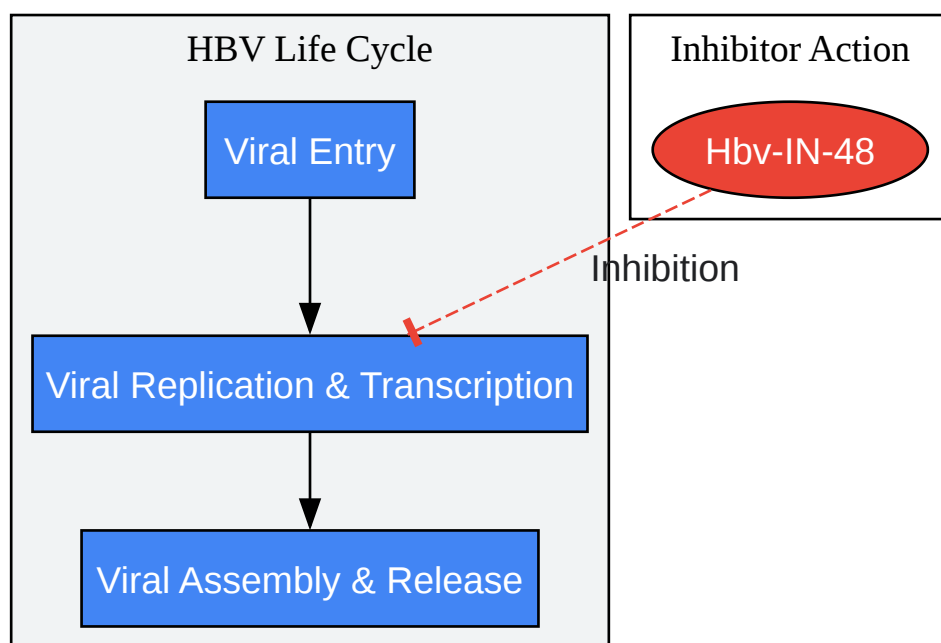 HBV Life Cycle
Inhibitor Action
Viral Entry
Hbv-IN-48
Inhibition
Viral Replication & Transcription
Viral Assembly & Release